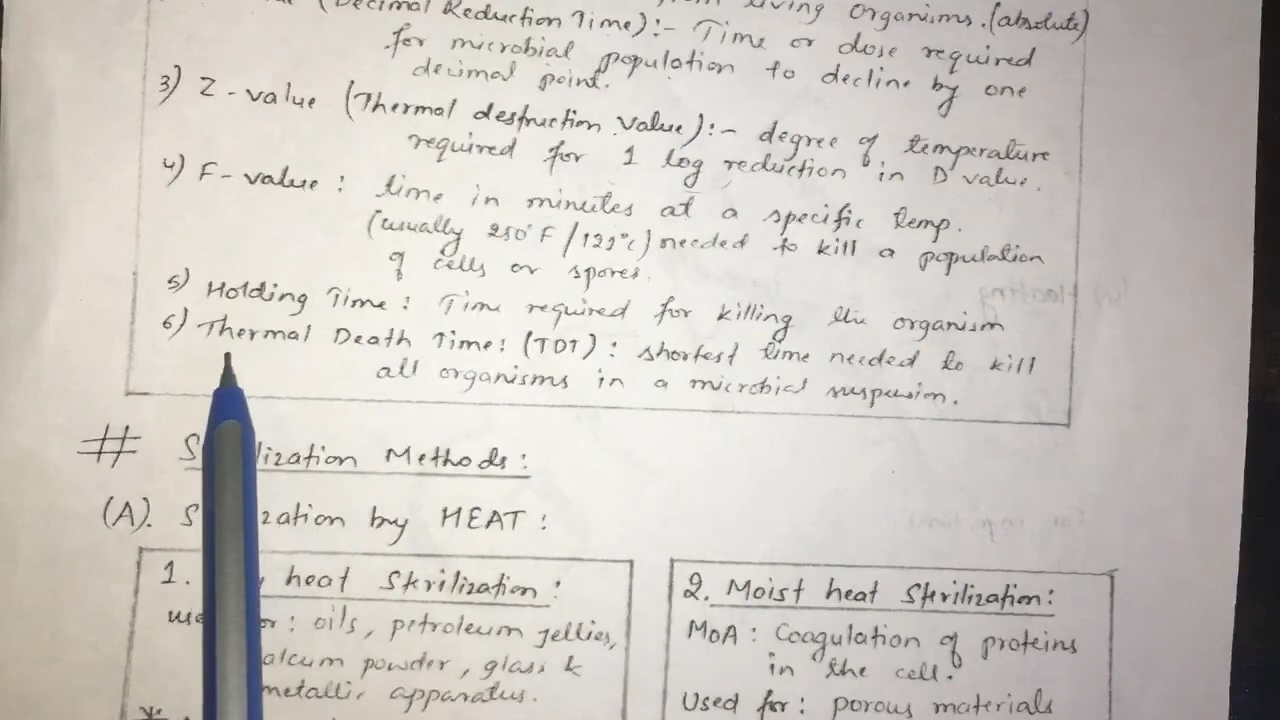 living organisms. (absolute)
(Decimal Reduction Time) :- Time or dose required
for microbial population to decline by one
decimal point.
3) Z-value (Thermal destruction value) :- degree of temperature
required for 1 log reduction in D value.
4) F-value : time in minutes at a specific temp.
(usually 250°F/121°C) needed to kill a population
of cells or spores.
5) Holding Time : Time required for killing the organism
6) Thermal Death Time: (TDT) : shortest time needed to kill
all organisms in a microbial suspension.
# S lization Methods :
(A). S zation by HEAT :
1. heat Sterilization :
or : oils, petroleum jellies,
alcum powder, glass &
metallic apparatus.
2. Moist heat Sterilization :
MoA : Coagulation of proteins
in the cell.
Used for : porous materials